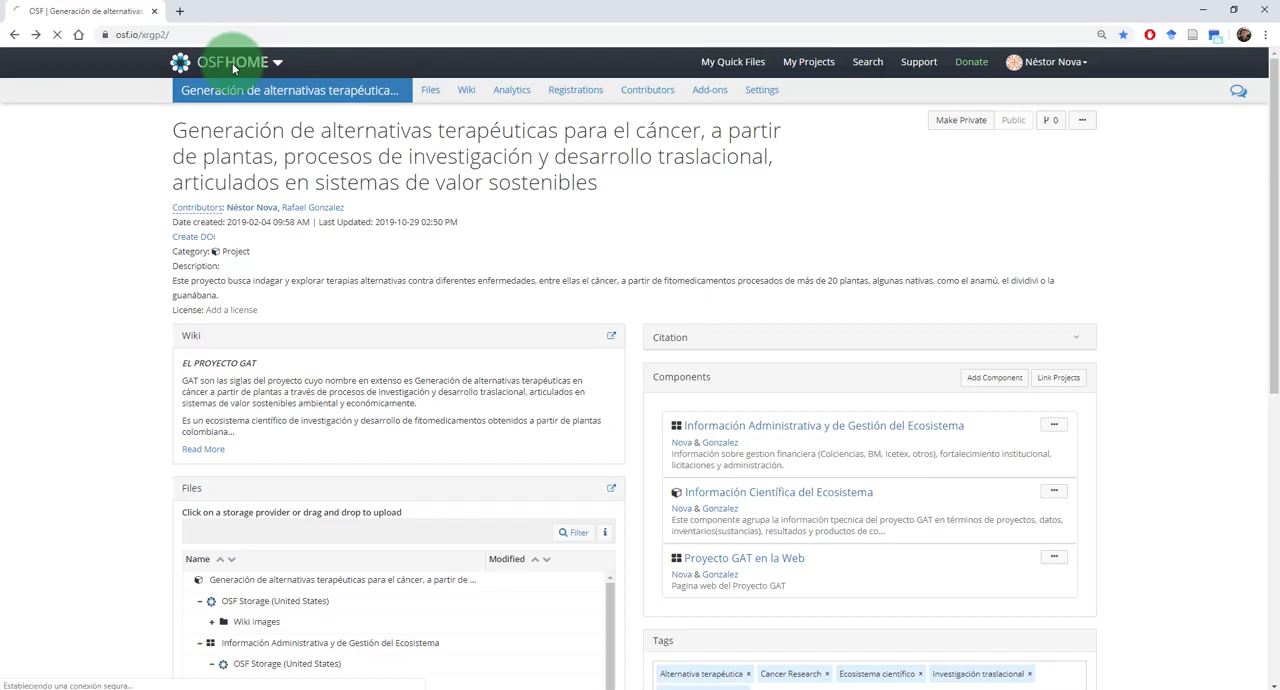 OSF | Generación de alternativas
osf.io/xrgp2/
OSFHOME
My Quick Files
My Projects
Search
Support
Donate
Néstor Nova
Generación de alternativas terapéutica...
Files
Wiki
Analytics
Registrations
Contributors
Add-ons
Settings
Generación de alternativas terapéuticas para el cáncer, a partir
de plantas, procesos de investigación y desarrollo traslacional,
articulados en sistemas de valor sostenibles
Make Private
Public
0
Contributors: Néstor Nova, Rafael Gonzalez
Date created: 2019-02-04 09:58 AM | Last Updated: 2019-10-29 02:50 PM
Create DOI
Category: Project
Description:
Este proyecto busca indagar y explorar terapias alternativas contra diferentes enfermedades, entre ellas el cáncer, a partir de fitomedicamentos procesados de más de 20 plantas, algunas nativas, como el anamú, el dividivi o la
guanábana.
License: Add a license
Wiki
EL PROYECTO GAT
GAT son las siglas del proyecto cuyo nombre en extenso es Generación de alternativas terapéuticas en
cáncer a partir de plantas a través de procesos de investigación y desarrollo traslacional, articulados en
sistemas de valor sostenibles ambiental y económicamente.
Es un ecosistema científico de investigación y desarrollo de fitomedicamentos obtenidos a partir de plantas
colombiana...
Read More
Files
Click on a storage provider or drag and drop to upload
Filter
i
Name
Modified
Generación de alternativas terapéuticas para el cáncer, a partir de ...
OSF Storage (United States)
Wiki images
Información Administrativa y de Gestión del Ecosistema
OSF Storage (United States)
Citation
Components
Add Component
Link Projects
Información Administrativa y de Gestión del Ecosistema
Nova & Gonzalez
Información sobre gestion financiera (Colciencias, BM, Icetex, otros), fortalecimiento institucional,
licitaciones y administración.
Información Científica del Ecosistema
Nova & Gonzalez
Este componente agrupa la información tpecnica del proyecto GAT en términos de proyectos, datos,
inventarios(sustancias), resultados y productos de co...
Proyecto GAT en la Web
Nova & Gonzalez
Pagina web del Proyecto GAT
Tags
Alternativa terapéutica ×
Cancer Research ×
Ecosistema científico ×
Investigación traslacional ×
Estableciendo una conexión segura...